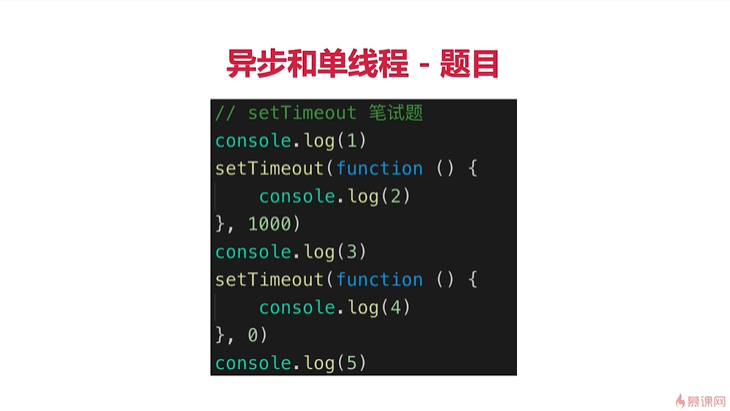 异步和单线程 - 题目
// setTimeout 笔试题
console.log(1)
setTimeout(function () {
    console.log(2)
}, 1000)
console.log(3)
setTimeout(function () {
    console.log(4)
}, 0)
console.log(5)
慕课网